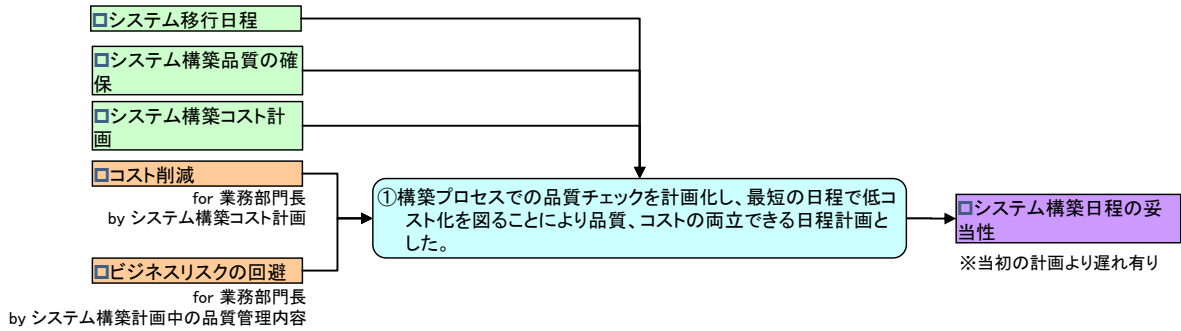 □システム移行日程
□システム構築品質の確
保
□システム構築コスト計
画
□コスト削減
for 業務部門長
by システム構築コスト計画
①構築プロセスでの品質チェックを計画化し、最短の日程で低コ
スト化を図ることにより品質、コストの両立できる日程計画と
した。
□システム構築日程の妥
当性
※当初の計画より遅れ有り
□ビジネスリスクの回避
for 業務部門長
by システム構築計画中の品質管理内容